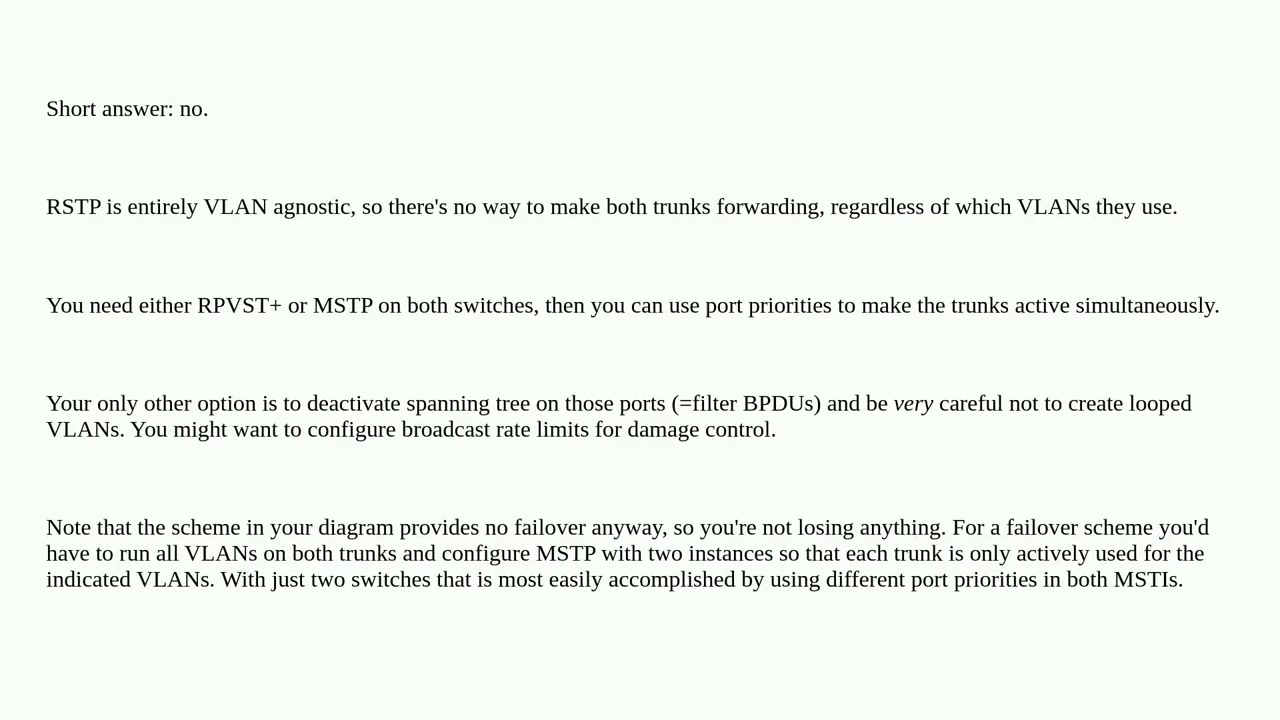 Short answer: no.
RSTP is entirely VLAN agnostic, so there's no way to make both trunks forwarding, regardless of which VLANs they use.
You need either RPVST+ or MSTP on both switches, then you can use port priorities to make the trunks active simultaneously.
Your only other option is to deactivate spanning tree on those ports (=filter BPDUs) and be very careful not to create looped
VLANs. You might want to configure broadcast rate limits for damage control.
Note that the scheme in your diagram provides no failover anyway, so you're not losing anything. For a failover scheme you'd
have to run all VLANs on both trunks and configure MSTP with two instances so that each trunk is only actively used for the
indicated VLANs. With just two switches that is most easily accomplished by using different port priorities in both MSTIs.